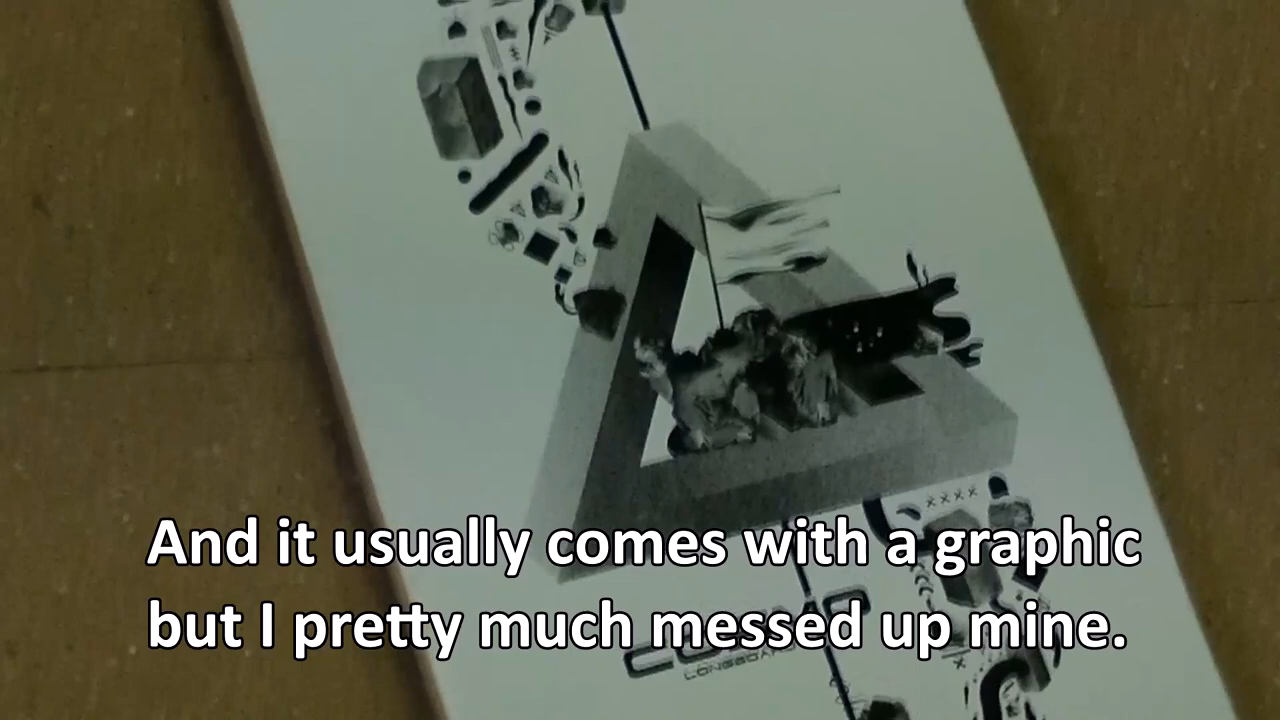 And it usually comes with a graphic
but I pretty much messed up mine.